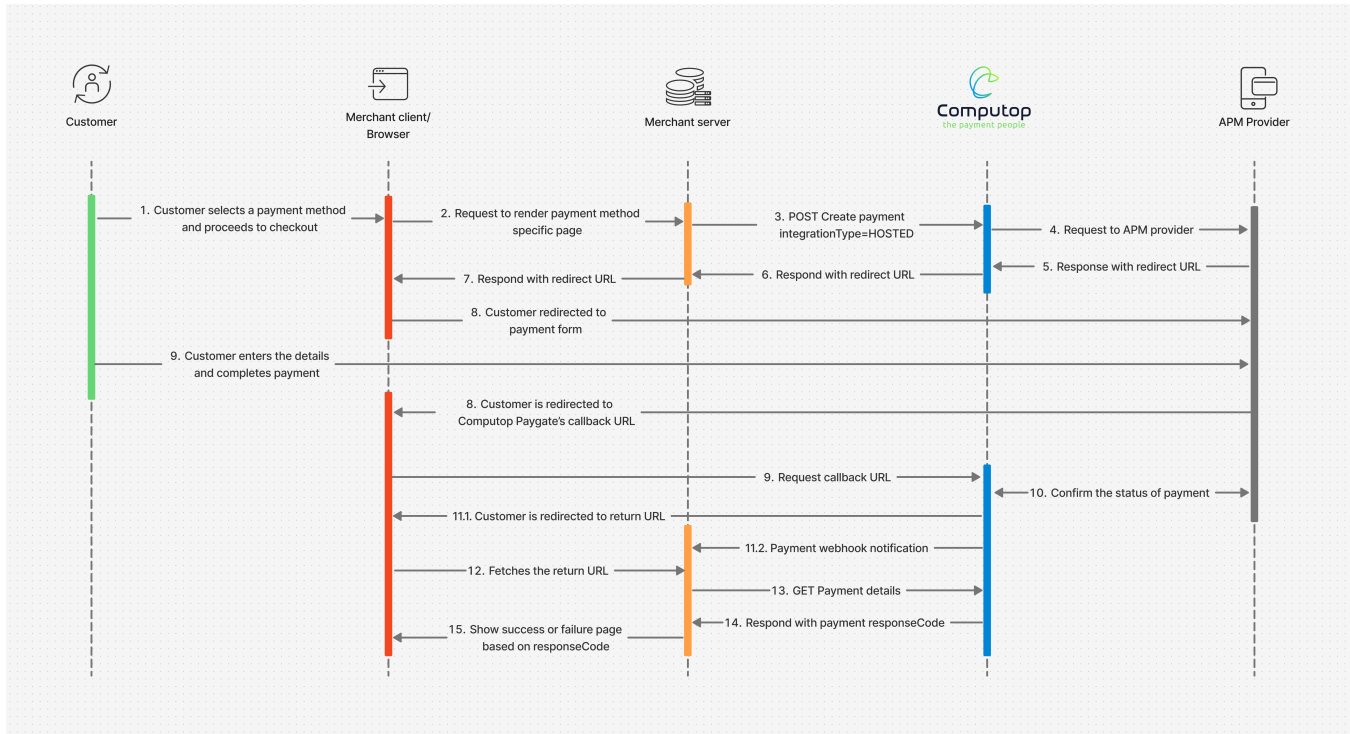 Customer
Merchant client/
Browser
Merchant server
Computop
the payment people
APM Provider
1. Customer selects a payment method
and proceeds to checkout
2. Request to render payment method
specific page
3. POST Create payment
integrationType=HOSTED
4. Request to APM provider
5. Response with redirect URL
6. Respond with redirect URL
7. Respond with redirect URL
8. Customer redirected to
payment form
9. Customer enters the details
and completes payment
8. Customer is redirected to
Computop Paygate's callback URL
9. Request callback URL
10. Confirm the status of payment
11.1. Customer is redirected to return URL
11.2. Payment webhook notification
12. Fetches the return URL
13. GET Payment details
14. Respond with payment responseCode
15. Show success or failure page
based on responseCode